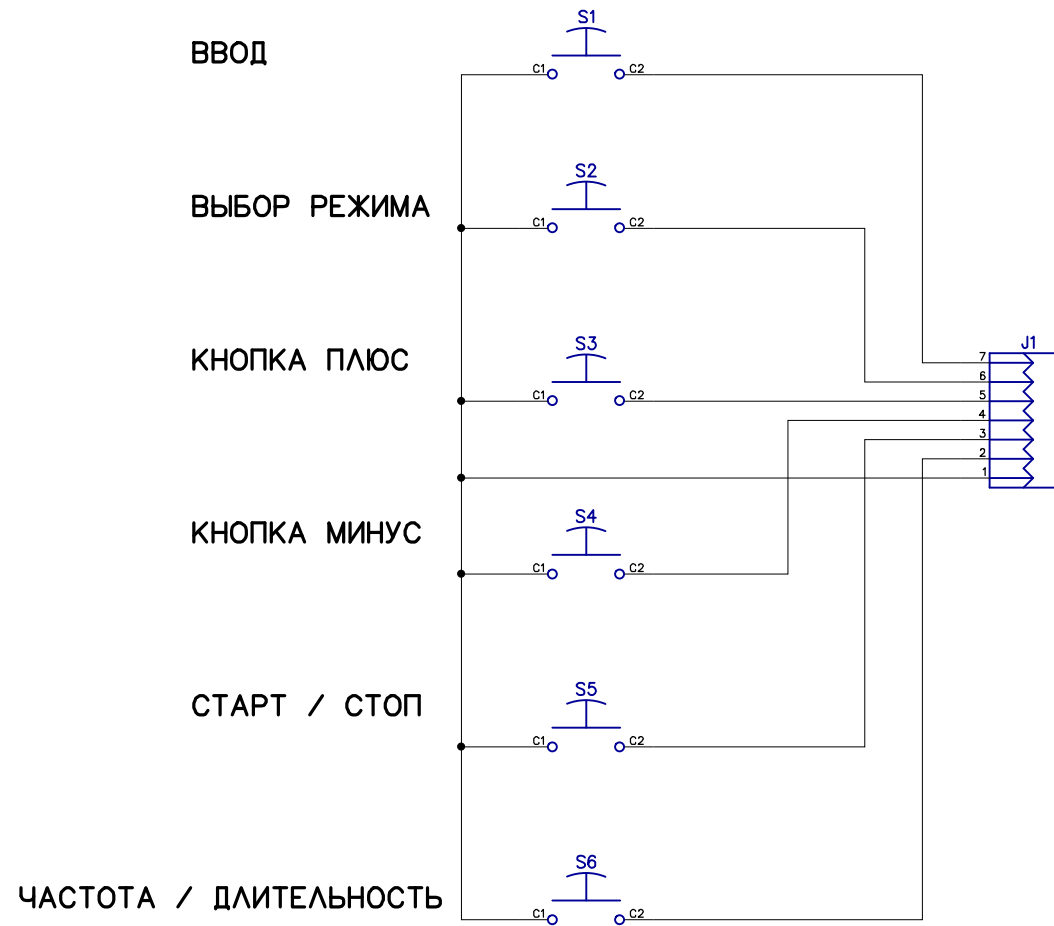 S1
ВВОД
C1 C2
S2
ВЫБОР РЕЖИМА
C1 C2
S3
J1
КНОПКА ПЛЮС
7
6
C1 C2
5
4
3
2
1
S4
КНОПКА МИНУС
C1 C2
S5
СТАРТ / СТОП
C1 C2
S6
ЧАСТОТА / ДЛИТЕЛЬНОСТЬ
C1 C2